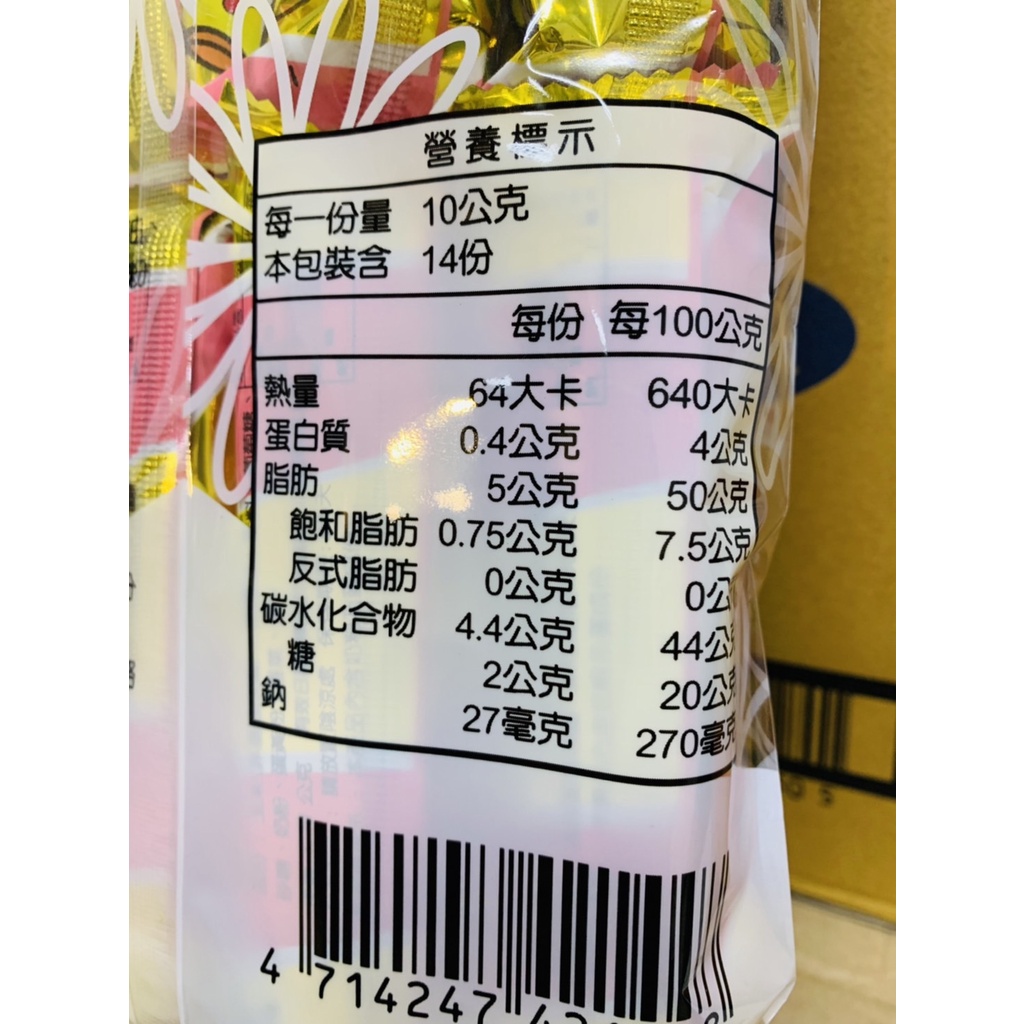 營養標示
每一份量 10公克
本包裝含 14份
每份 每100公克
熱量 64大卡 640大卡
蛋白質 0.4公克 4公克
脂肪 5公克 50公克
飽和脂肪 0.75公克 7.5公克
反式脂肪 0公克 0公
碳水化合物 4.4公克 44公克
糖 2公克 20公克
鈉 27毫克 270毫克
4 714247